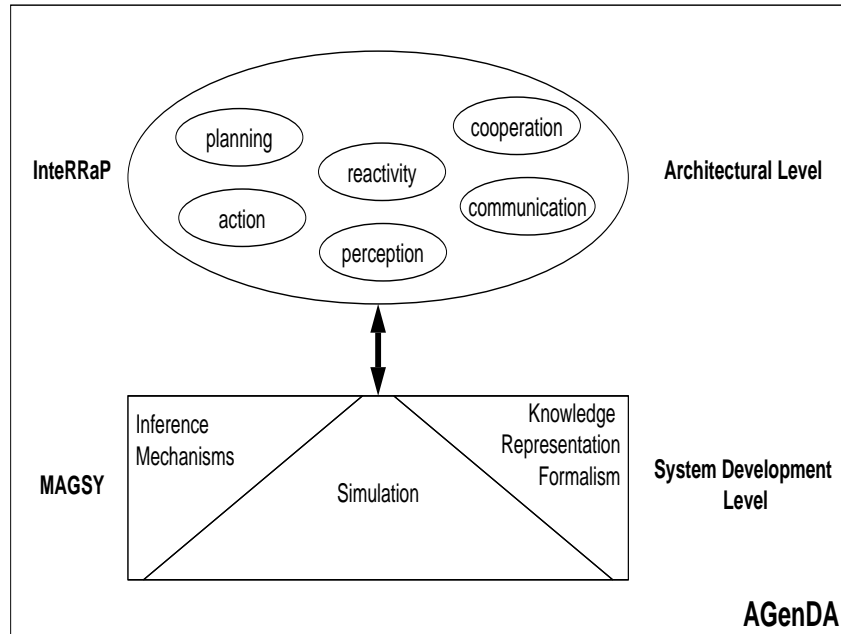 planning
cooperation
InteRRaP
reactivity
Architectural Level
action
communication
perception
Inference
Mechanisms
Knowledge
Representation
Formalism
MAGSY
Simulation
System Development
Level
AGenDA